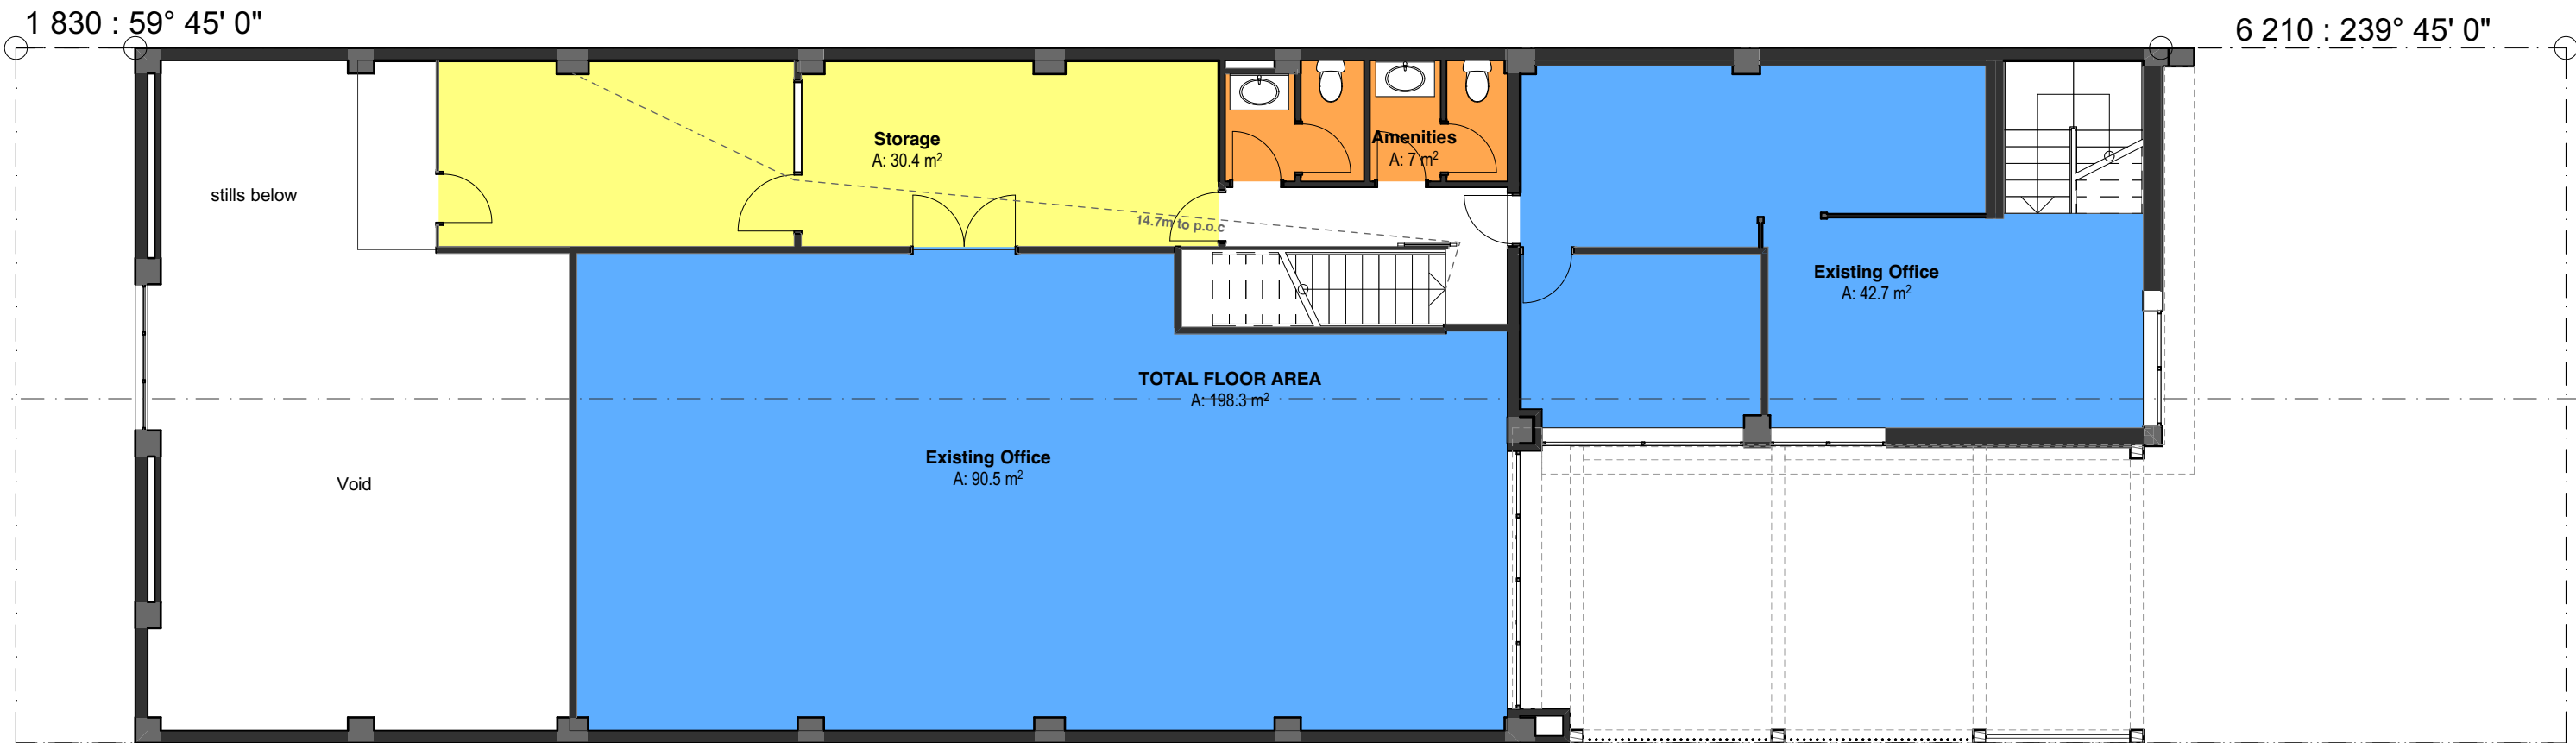 1 830 : 59° 45' 0"
6 210 : 239° 45' 0"
Storage
A: 30.4 m²
Amenities
A: 7 m²
stills below
14.7m to p.o.c
Existing Office
A: 42.7 m²
TOTAL FLOOR AREA
A: 198.3 m²
Existing Office
A: 90.5 m²
Void